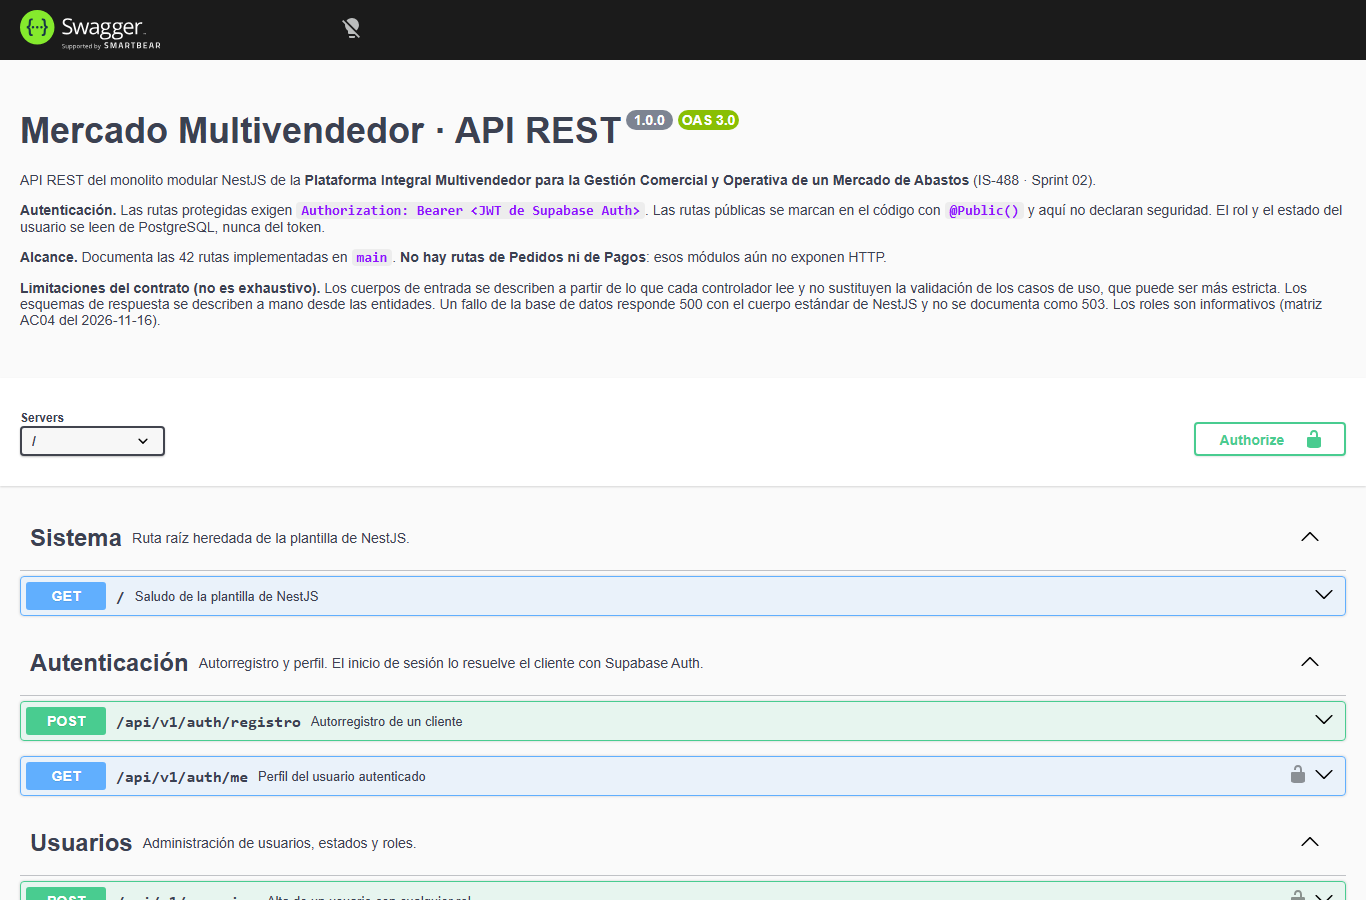 Swagger
Supported by SMARTBEAR
Mercado Multivendedor · API REST 1.0.0 OAS 3.0
API REST del monolito modular NestJS de la Plataforma Integral Multivendedor para la Gestión Comercial y Operativa de un Mercado de Abastos (IS-488 · Sprint 02).
Autenticación. Las rutas protegidas exigen Authorization: Bearer <JWT de Supabase Auth>. Las rutas públicas se marcan en el código con @Public() y aquí no declaran seguridad. El rol y el estado del
usuario se leen de PostgreSQL, nunca del token.
Alcance. Documenta las 42 rutas implementadas en main. No hay rutas de Pedidos ni de Pagos: esos módulos aún no exponen HTTP.
Limitaciones del contrato (no es exhaustivo). Los cuerpos de entrada se describen a partir de lo que cada controlador lee y no sustituyen la validación de los casos de uso, que puede ser más estricta. Los
esquemas de respuesta se describen a mano desde las entidades. Un fallo de la base de datos responde 500 con el cuerpo estándar de NestJS y no se documenta como 503. Los roles son informativos (matriz
AC04 del 2026-11-16).
Servers
/
Authorize
Sistema Ruta raíz heredada de la plantilla de NestJS.
GET / Saludo de la plantilla de NestJS
Autenticación Autorregistro y perfil. El inicio de sesión lo resuelve el cliente con Supabase Auth.
POST /api/v1/auth/registro Autorregistro de un cliente
GET /api/v1/auth/me Perfil del usuario autenticado
Usuarios Administración de usuarios, estados y roles.
POST